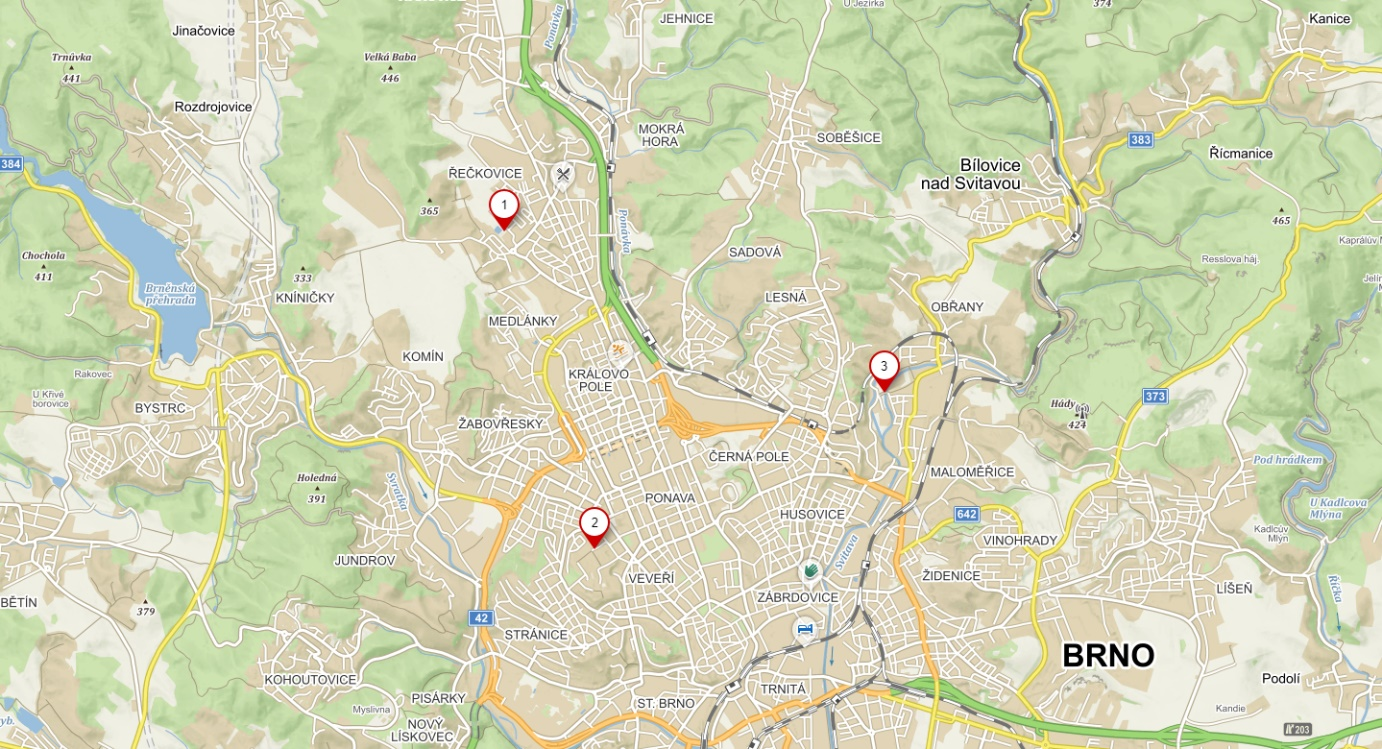 JEHNICE
U Jezírka
374
Kanice
Jinačovice
Ponávka
Trnůvka
441
Velká Baba
446
Rozdrojovice
MOKRÁ
HORA
SOBĚŠICE
383
384
Bílovice
nad Svitavou
Řícmanice
ŘEČKOVICE
1
365
Ponávka
465
Chochola
411
SADOVÁ
Resslova háj.
Brněnská
přehrada
333
KNÍNIČKY
LESNÁ
OBŘANY
MEDLÁNKY
KOMÍN
3
Rakovec
KRÁLOVO
POLE
U Křivé
borovice
BYSTRC
373
Hády
424
ŽABOVŘESKY
ČERNÁ POLE
Pod hrádkem
MALOMĚŘICE
Holedná
391
Svratka
PONAVA
HUSOVICE
642
U Kadlcova
Mlýna
2
Kadlcův
Mlýn
VINOHRADY
JUNDROV
Svitava
VEVEŘÍ
ŽIDENICE
LÍŠEŇ
Říčka
BĚTÍN
379
ZÁBRDOVICE
42
STRÁNICE
BRNO
KOHOUTOVICE
Podolí
PISÁRKY
TRNITÁ
ST. BRNO
Myslivna
Kandie
NOVÝ
LÍSKOVEC
203